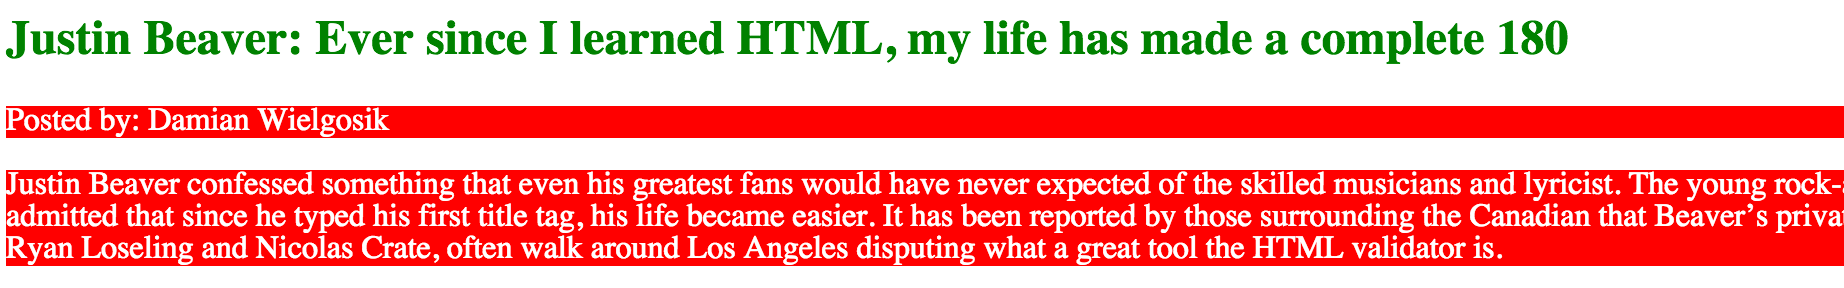 Justin Beaver: Ever since I learned HTML, my life has made a complete 180
Posted by: Damian Wielgosik
Justin Beaver confessed something that even his greatest fans would have never expected of the skilled musicians and lyricist. The young rock-
admitted that since he typed his first title tag, his life became easier. It has been reported by those surrounding the Canadian that Beaver’s
Ryan Loseling and Nicolas Crate, often walk around Los Angeles disputing what a great tool the HTML validator is.